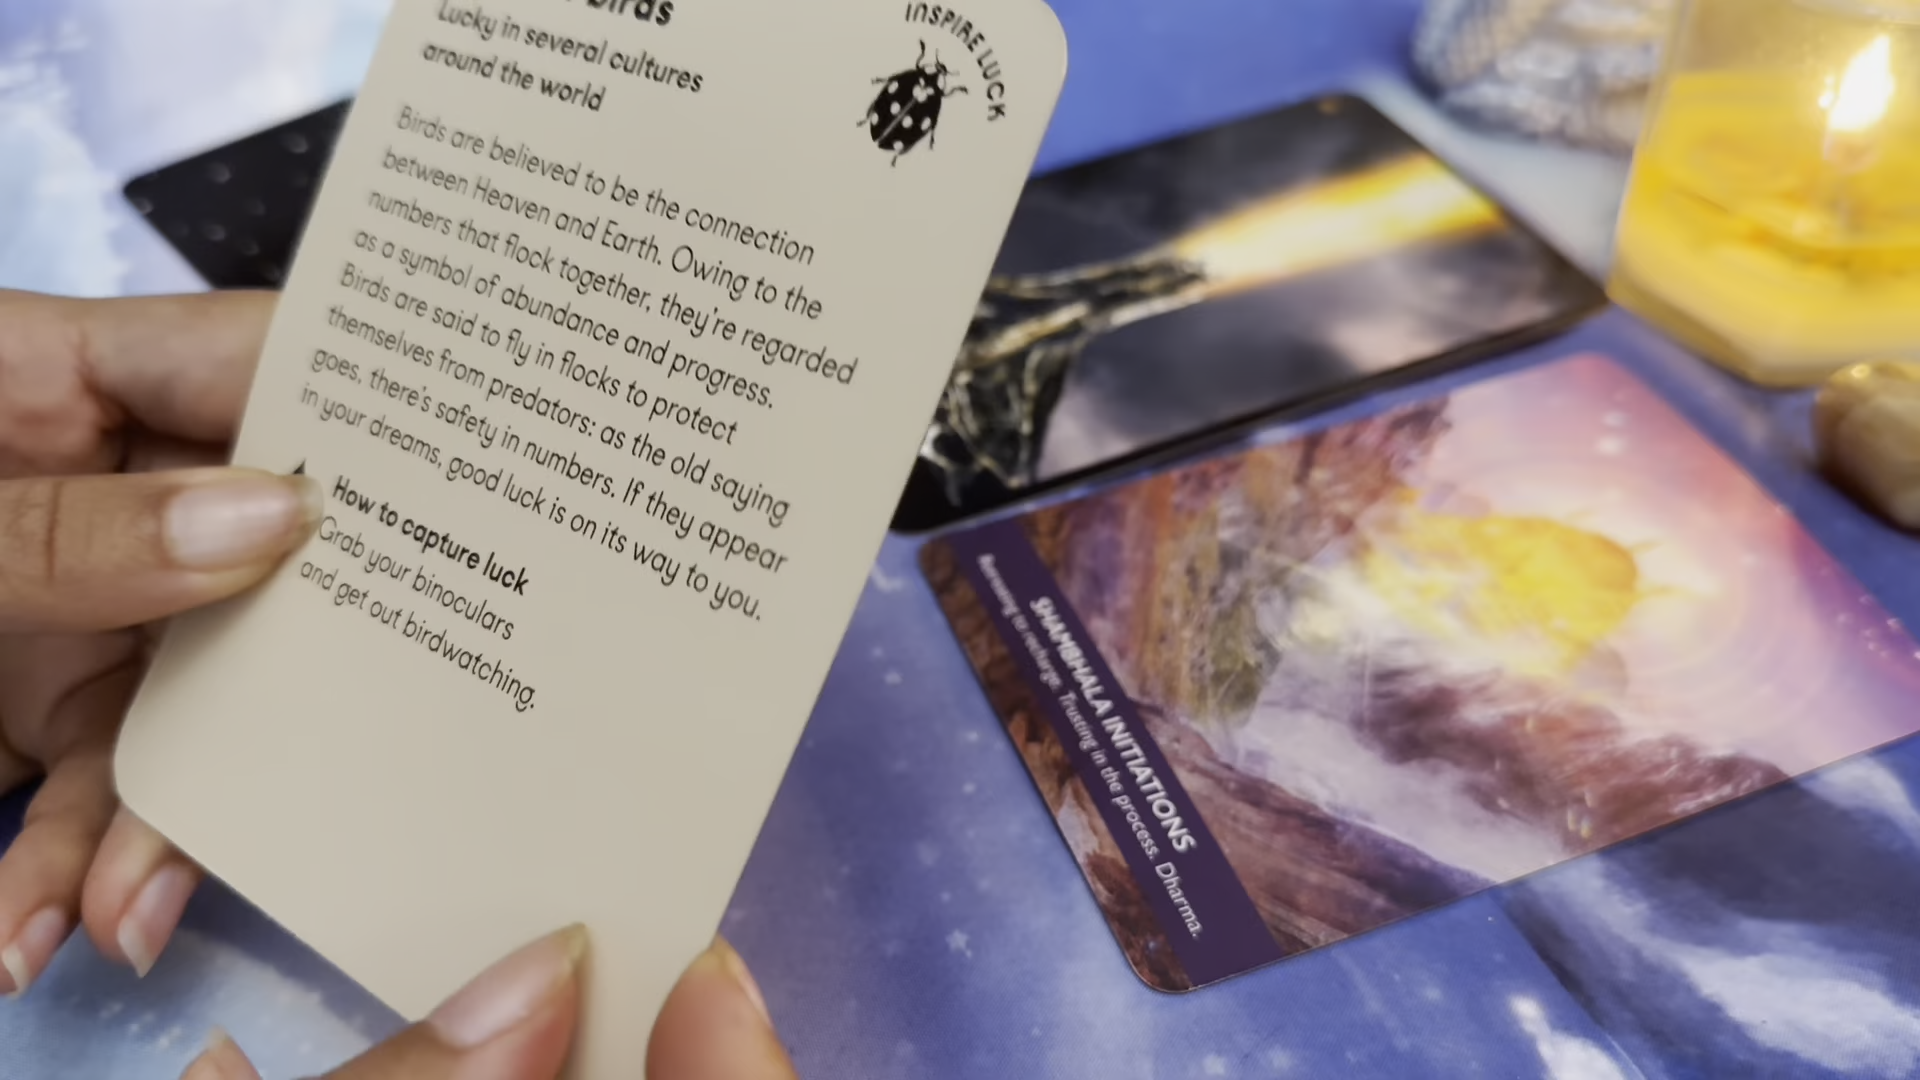 birds
Lucky in several cultures
around the world
INSPIRE LUCK
Birds are believed to be the connection
between Heaven and Earth. Owing to the
numbers that flock together, they're regarded
as a symbol of abundance and progress.
Birds are said to fly in flocks to protect
themselves from predators: as the old saying
goes, there's safety in numbers. If they appear
in your dreams, good luck is on its way to you.
How to capture luck
Grab your binoculars
and get out birdwatching.
SHAMBHALA INITIATIONS
Retreating to recharge. Trusting in the process. Dharma.